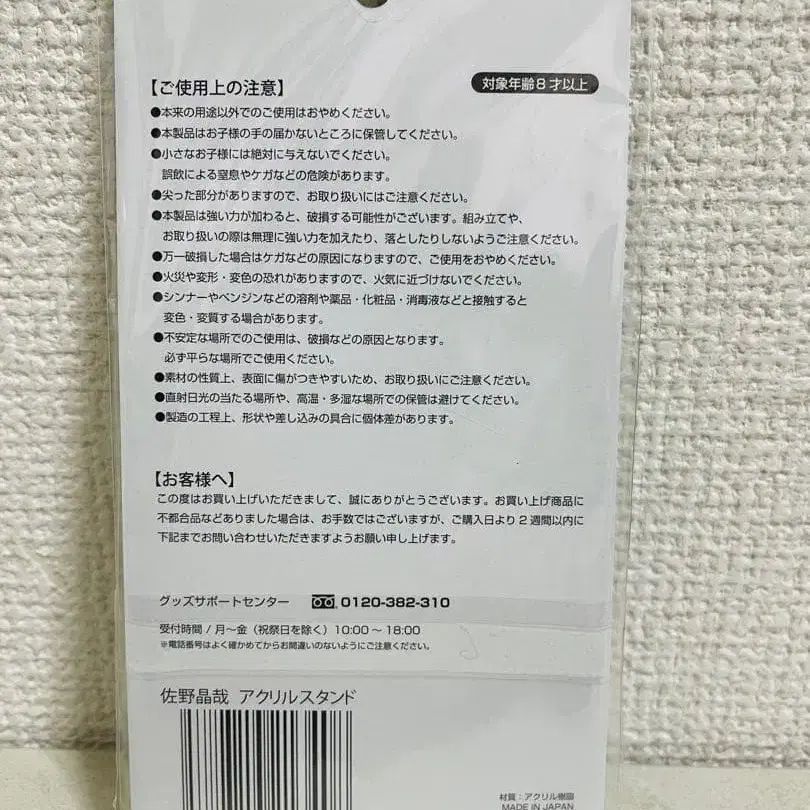 【ご使用上の注意】 対象年齢8才以上
●本来の用途以外でのご使用はおやめください。
●本製品はお子様の手の届かないところに保管してください。
●小さなお子様には絶対に与えないでください。
誤飲による窒息やケガなどの危険があります。
●尖った部分がありますので、お取り扱いにはご注意ください。
●本製品は強い力が加わると、破損する可能性がございます。組み立てや、
お取り扱いの際は無理に強い力を加えたり、落としたりしないようご注意ください。
●万一破損した場合はケガなどの原因になりますので、ご使用をおやめください。
●火災や変形・変色の恐れがありますので、火気に近づけないでください。
●シンナーやベンジンなどの溶剤や薬品・化粧品・消毒液などと接触すると
変色・変質する場合があります。
●不安定な場所でのご使用は、破損などの原因となります。
必ず平らな場所でご使用ください。
●素材の性質上、表面に傷がつきやすいため、お取り扱いにご注意ください。
●直射日光の当たる場所や、高温・多湿な場所での保管は避けてください。
●製造の工程上、形状や差し込みの具合に個体差があります。
【お客様へ】
この度はお買い上げいただきまして、誠にありがとうございます。お買い上げ商品に
不都合品などありました場合は、お手数ではございますが、ご購入日より2週間以内に
下記までお問い合わせいただきますようお願い申し上げます。
グッズサポートセンター 0120-382-310
受付時間/月〜金（祝祭日を除く）10:00〜18:00
※電話番号はよく確かめてからお間違いのないようにご注意ください。
佐野晶哉 アクリルスタンド
材質：アクリル樹脂
MADE IN JAPAN